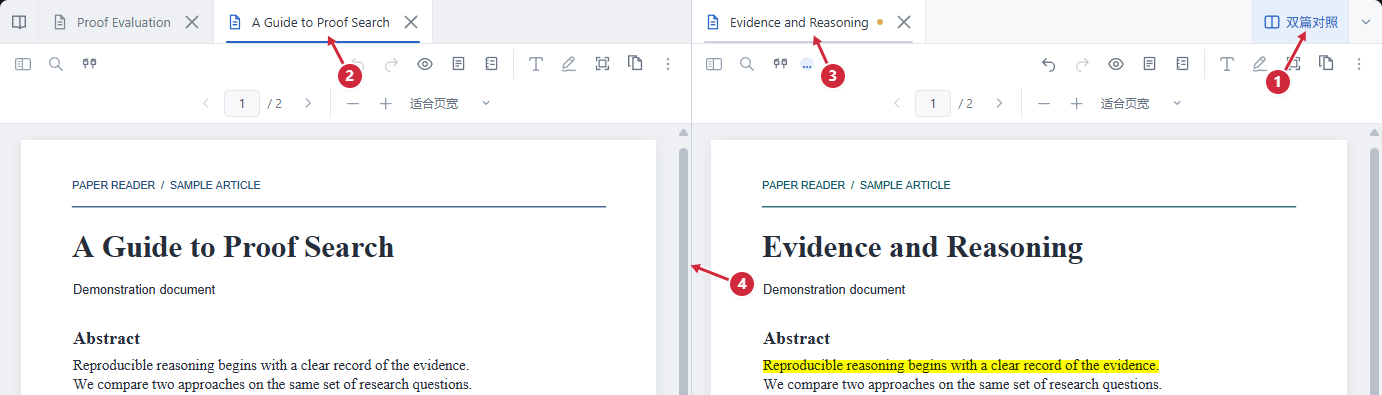 Proof Evaluation
A Guide to Proof Search
Evidence and Reasoning
双篇对照
2
3
1
...
1 / 2
适合页宽
1 / 2
适合页宽
PAPER READER / SAMPLE ARTICLE
A Guide to Proof Search
Demonstration document
Abstract
Reproducible reasoning begins with a clear record of the evidence.
We compare two approaches on the same set of research questions.
4
PAPER READER / SAMPLE ARTICLE
Evidence and Reasoning
Demonstration document
Abstract
Reproducible reasoning begins with a clear record of the evidence.
We compare two approaches on the same set of research questions.